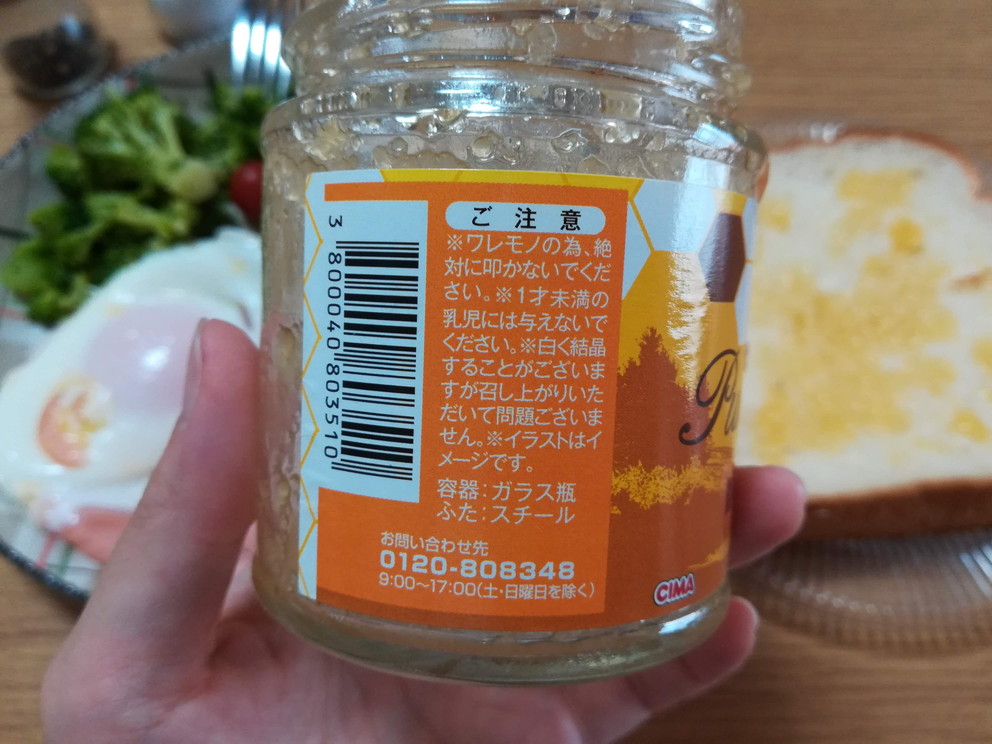 ご注意
※ワレモノの為、絶
対に叩かないでくだ
さい。※1才未満の
乳児には与えないで
ください。※白く結晶
することがございま
すが召し上がりいた
だいて問題ございま
せん。※イラストはイ
メージです。
容器:ガラス瓶
ふた:スチール
お問い合わせ先
0120-808348
9:00〜17:00(土・日曜日を除く)
3 800040 803510
CIMA